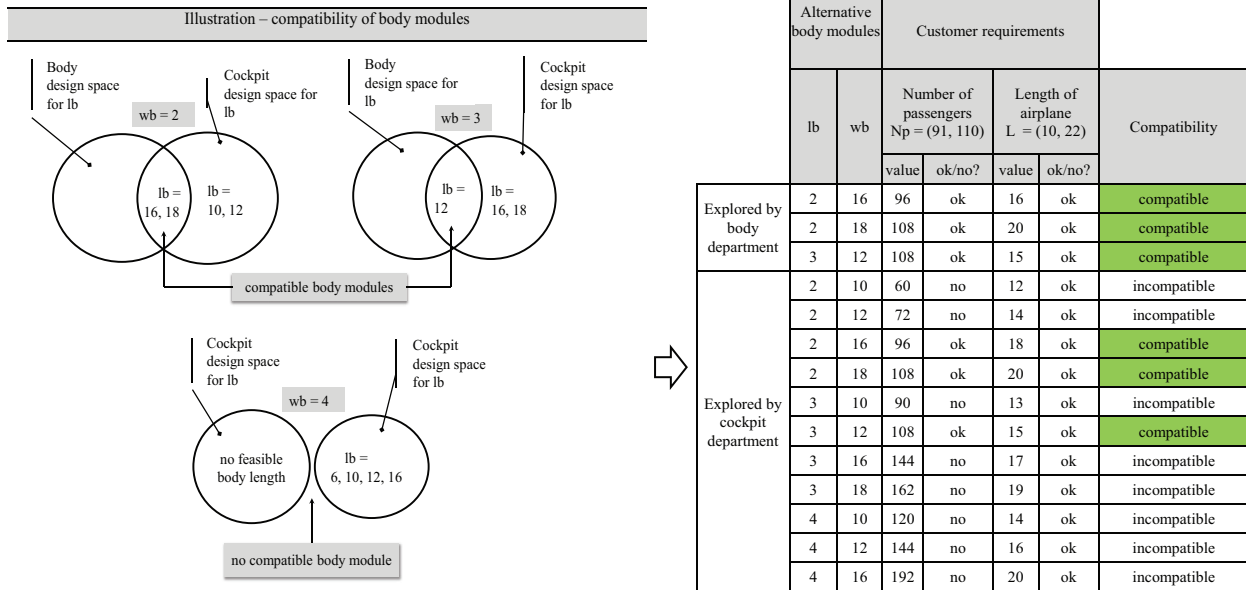 Illustration – compatibility of body modules
Body
design space
for lb
Cockpit
design space for
lb
wb = 2
lb =
16, 18
lb =
10, 12
Body
design space for
lb
Cockpit
design space
for lb
wb = 3
lb =
12
lb =
16, 18
compatible body modules
Cockpit
design space
for lb
Cockpit
design space
for lb
wb = 4
no feasible
body length
lb =
6, 10, 12, 16
no compatible body module
Alternative
body modules
Customer requirements
lb
wb
Number of
passengers
Np = (91, 110)
Length of
airplane
L = (10, 22)
Compatibility
value ok/no? value ok/no?
Explored by
body
department
2 16 96 ok 16 ok compatible
2 18 108 ok 20 ok compatible
3 12 108 ok 15 ok compatible
Explored by
cockpit
department
2 10 60 no 12 ok incompatible
2 12 72 no 14 ok incompatible
2 16 96 ok 18 ok compatible
2 18 108 ok 20 ok compatible
3 10 90 no 13 ok incompatible
3 12 108 ok 15 ok compatible
3 16 144 no 17 ok incompatible
3 18 162 no 19 ok incompatible
4 10 120 no 14 ok incompatible
4 12 144 no 16 ok incompatible
4 16 192 no 20 ok incompatible